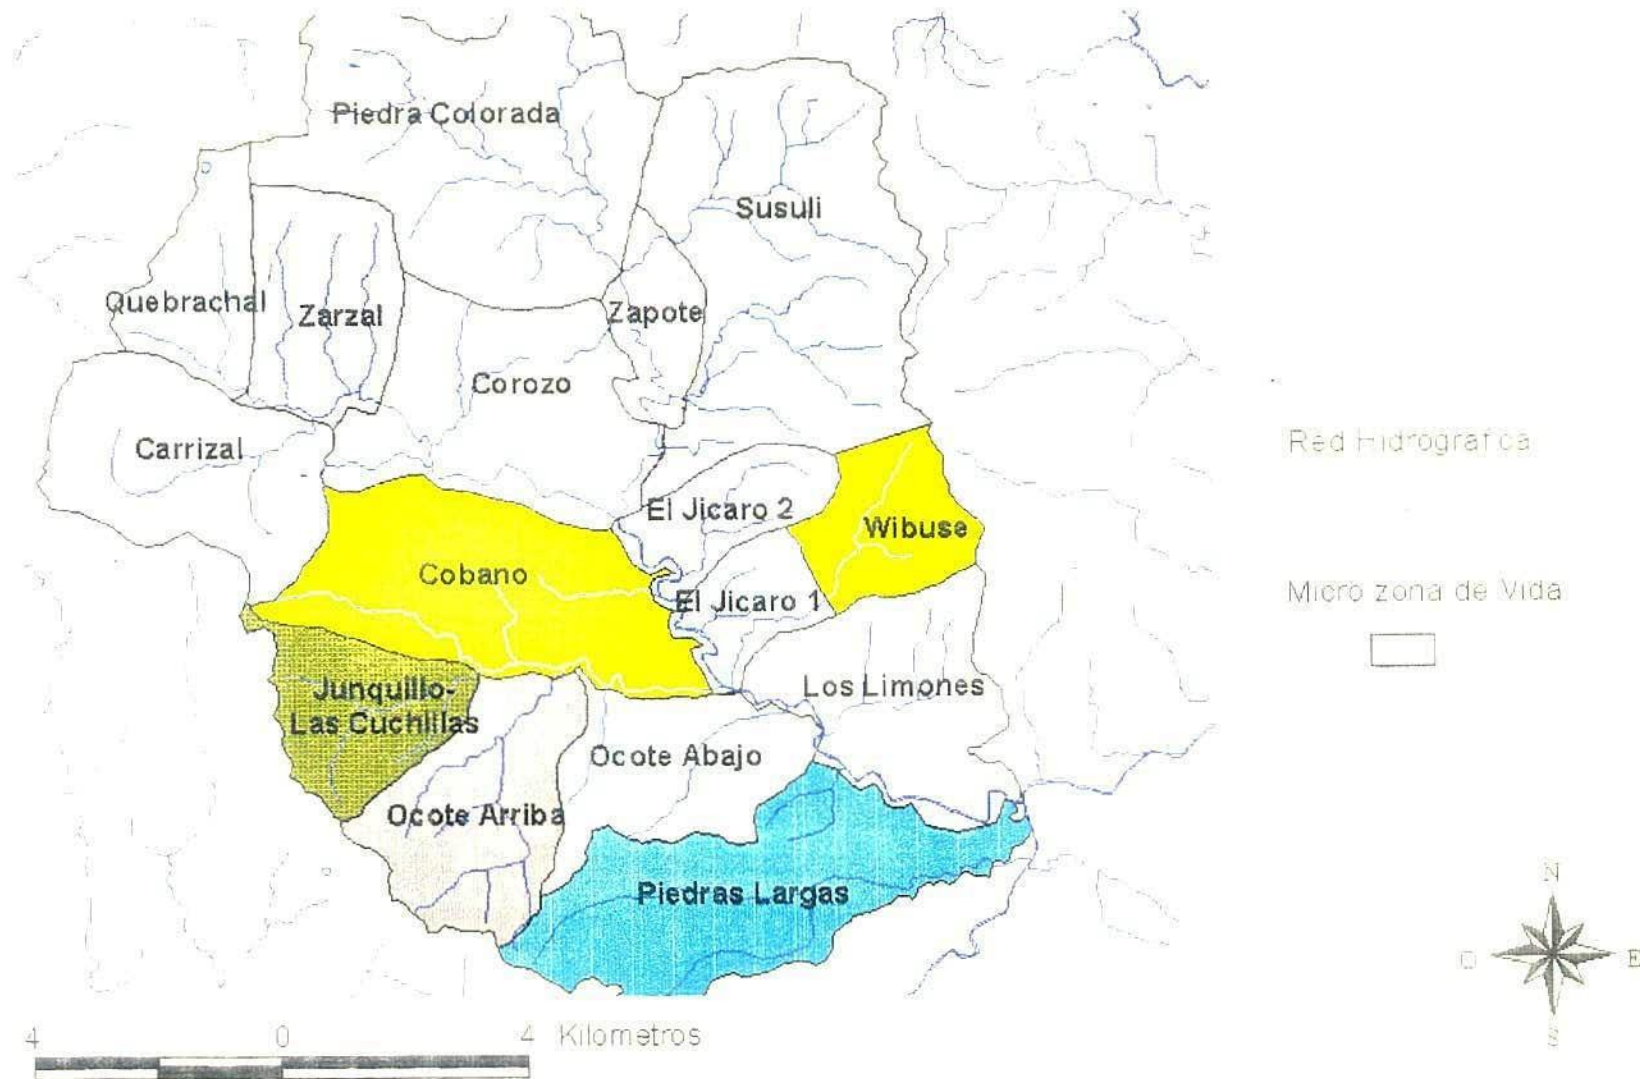 Piedra Colorada
Susuli
Quebrachal
Zarzal
Zapote
Corozo
Carrizal
Red Hidrografica
El Jicaro 2
Wibuse
Cobano
El Jicaro 1
Micro zona de Vida
Junquillo-
Las Cuchillas
Los Limones
Ocote Abajo
Ocote Arriba
Piedras Largas
N
O
E
S
4 0 4 Kilometros